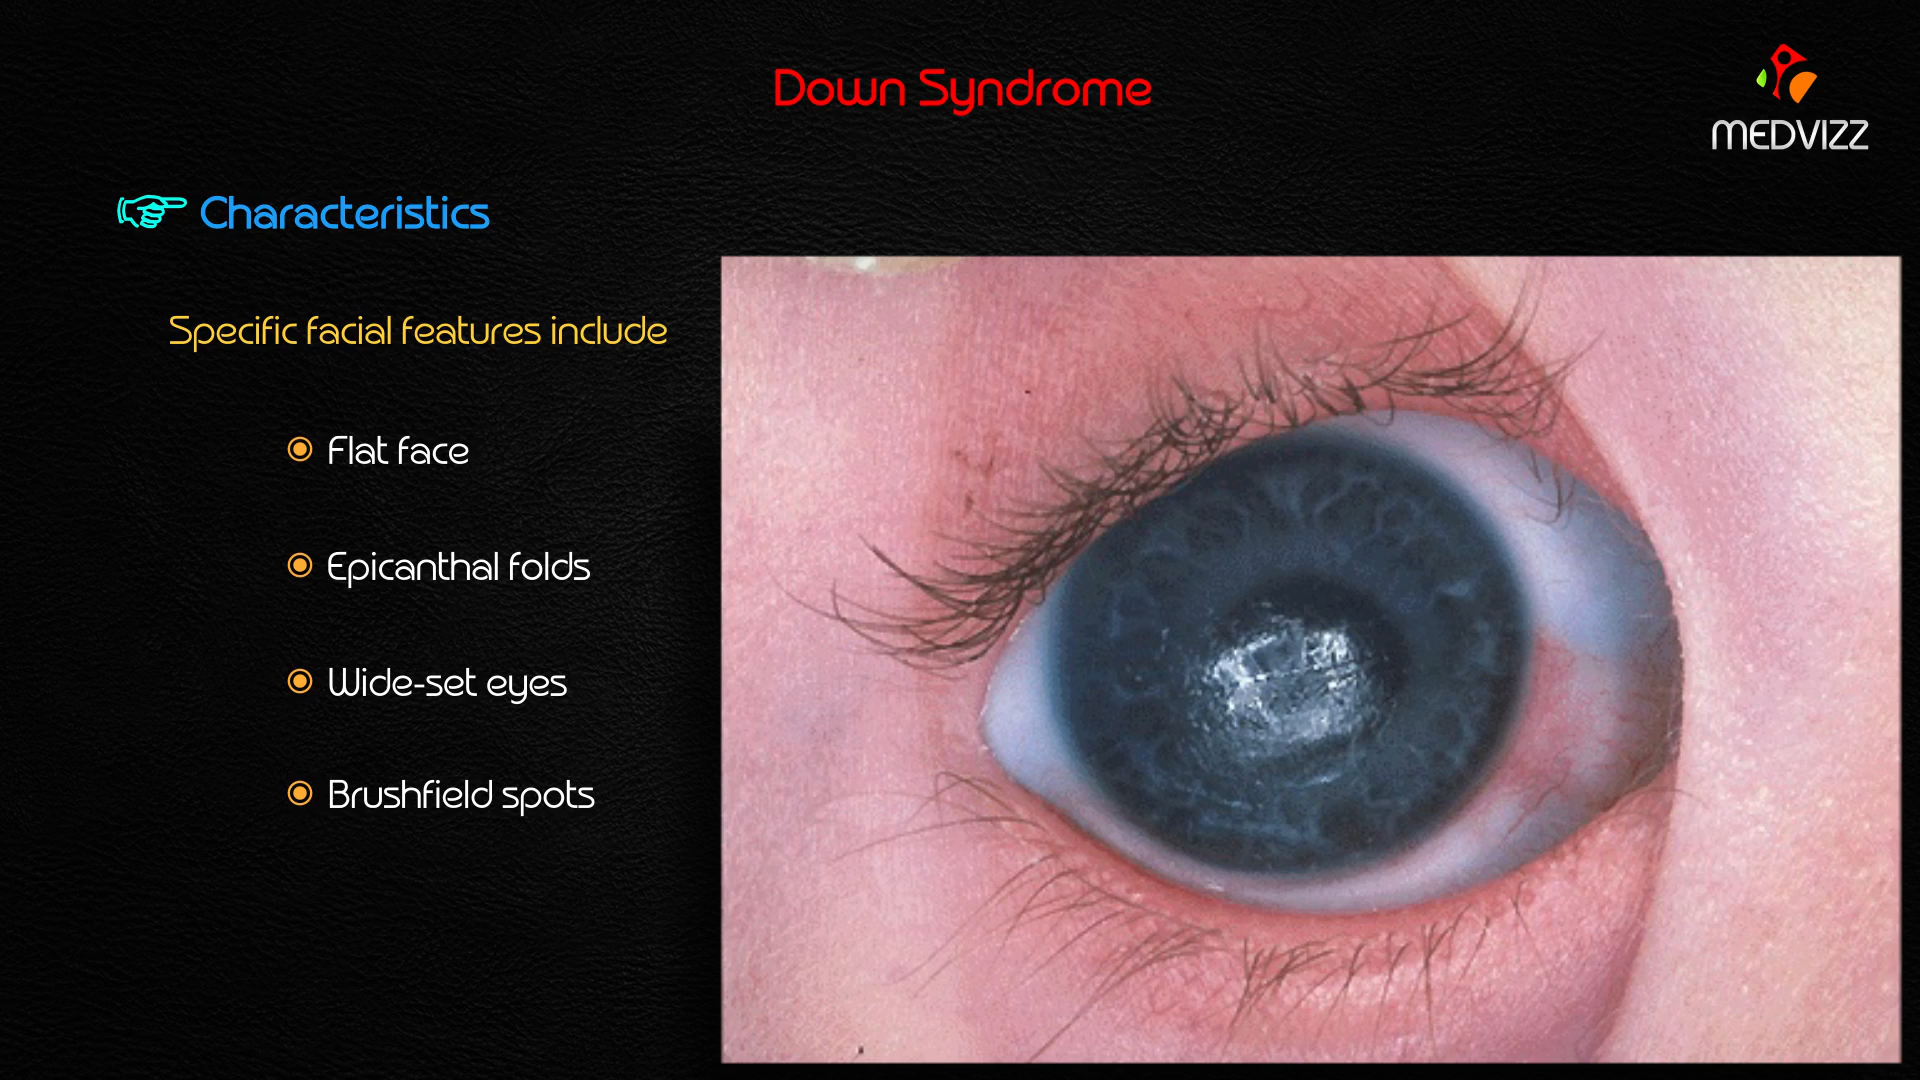 Down Syndrome
MEDVIZZ
Characteristics
Specific facial features include
Flat face
Epicanthal folds
Wide-set eyes
Brushfield spots